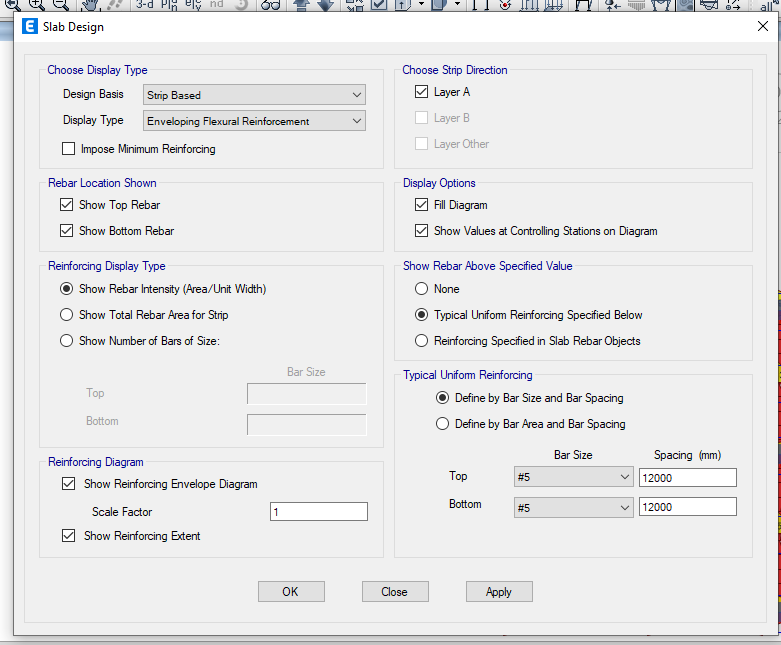 3-d
nd
all
E Slab Design
Choose Display Type
Design Basis Strip Based
Display Type Enveloping Flexural Reinforcement
Impose Minimum Reinforcing
Choose Strip Direction
Layer A
Layer B
Layer Other
Rebar Location Shown
Show Top Rebar
Show Bottom Rebar
Display Options
Fill Diagram
Show Values at Controlling Stations on Diagram
Reinforcing Display Type
Show Rebar Intensity (Area/Unit Width)
Show Total Rebar Area for Strip
Show Number of Bars of Size:
Bar Size
Top
Bottom
Show Rebar Above Specified Value
None
Typical Uniform Reinforcing Specified Below
Reinforcing Specified in Slab Rebar Objects
Typical Uniform Reinforcing
Define by Bar Size and Bar Spacing
Define by Bar Area and Bar Spacing
Bar Size Spacing (mm)
Top #5 12000
Bottom #5 12000
Reinforcing Diagram
Show Reinforcing Envelope Diagram
Scale Factor 1
Show Reinforcing Extent
OK Close Apply